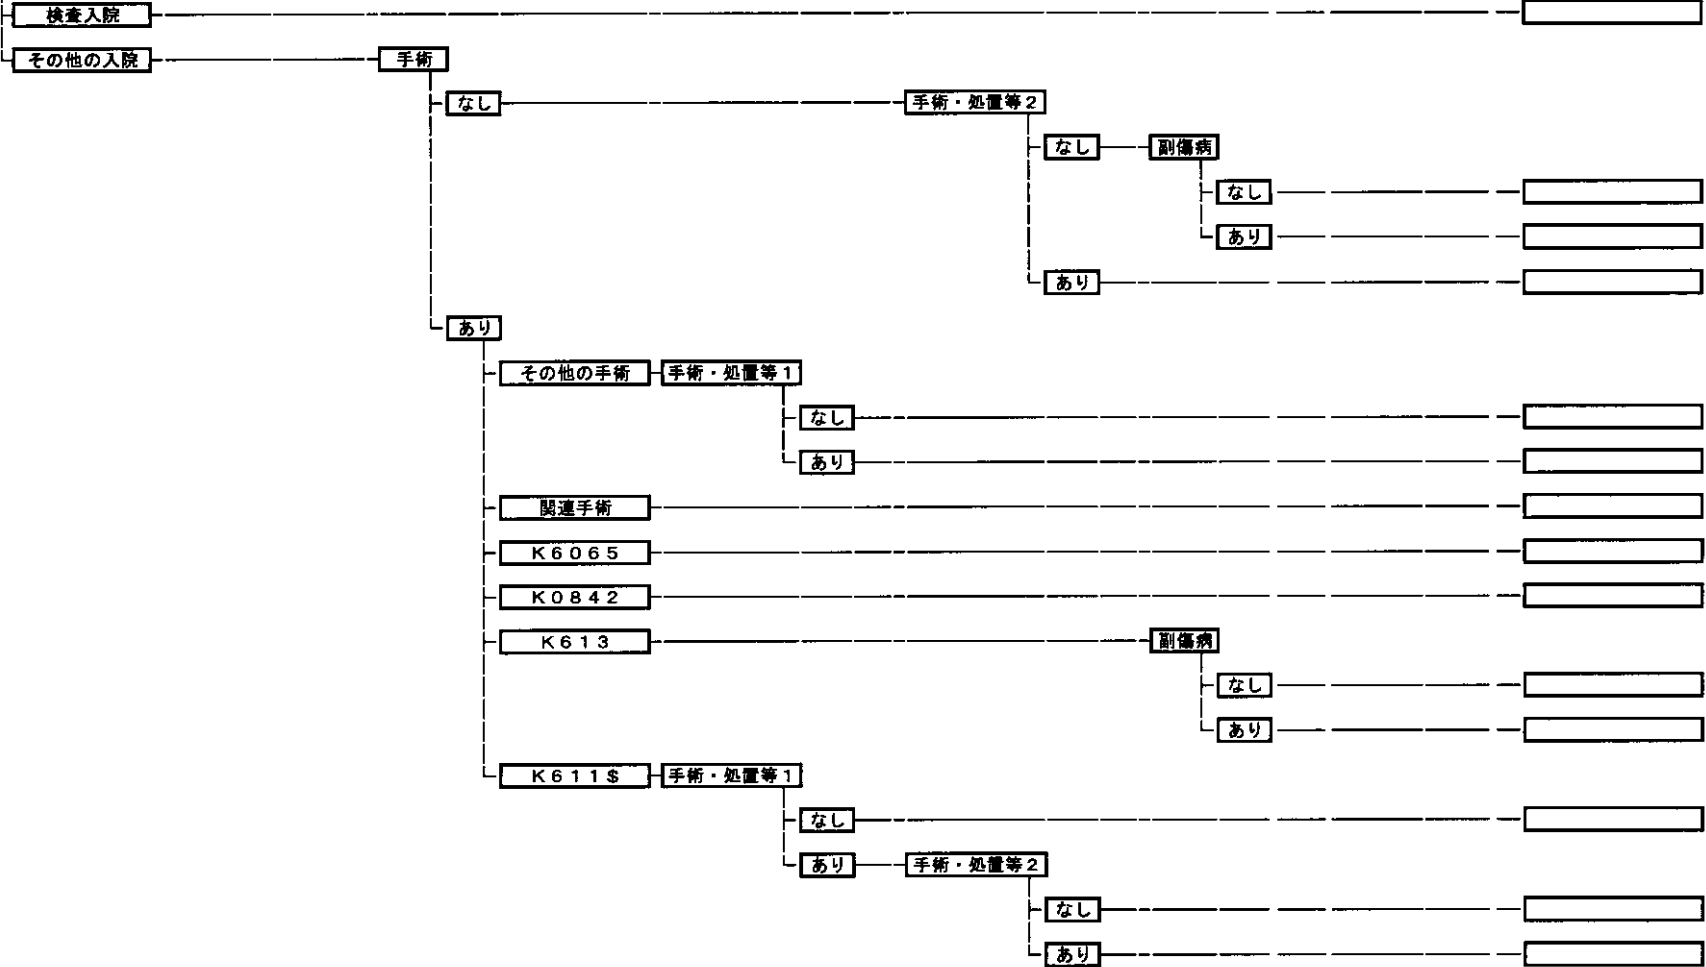 検査入院
その他の入院 手術
なし 手術・処置等2
なし 副傷病
なし
あり
あり
あり
その他の手術 手術・処置等1
なし
あり
関連手術
K6065
K0842
K613 副傷病
なし
あり
K611$ 手術・処置等1
なし
あり 手術・処置等2
なし
あり